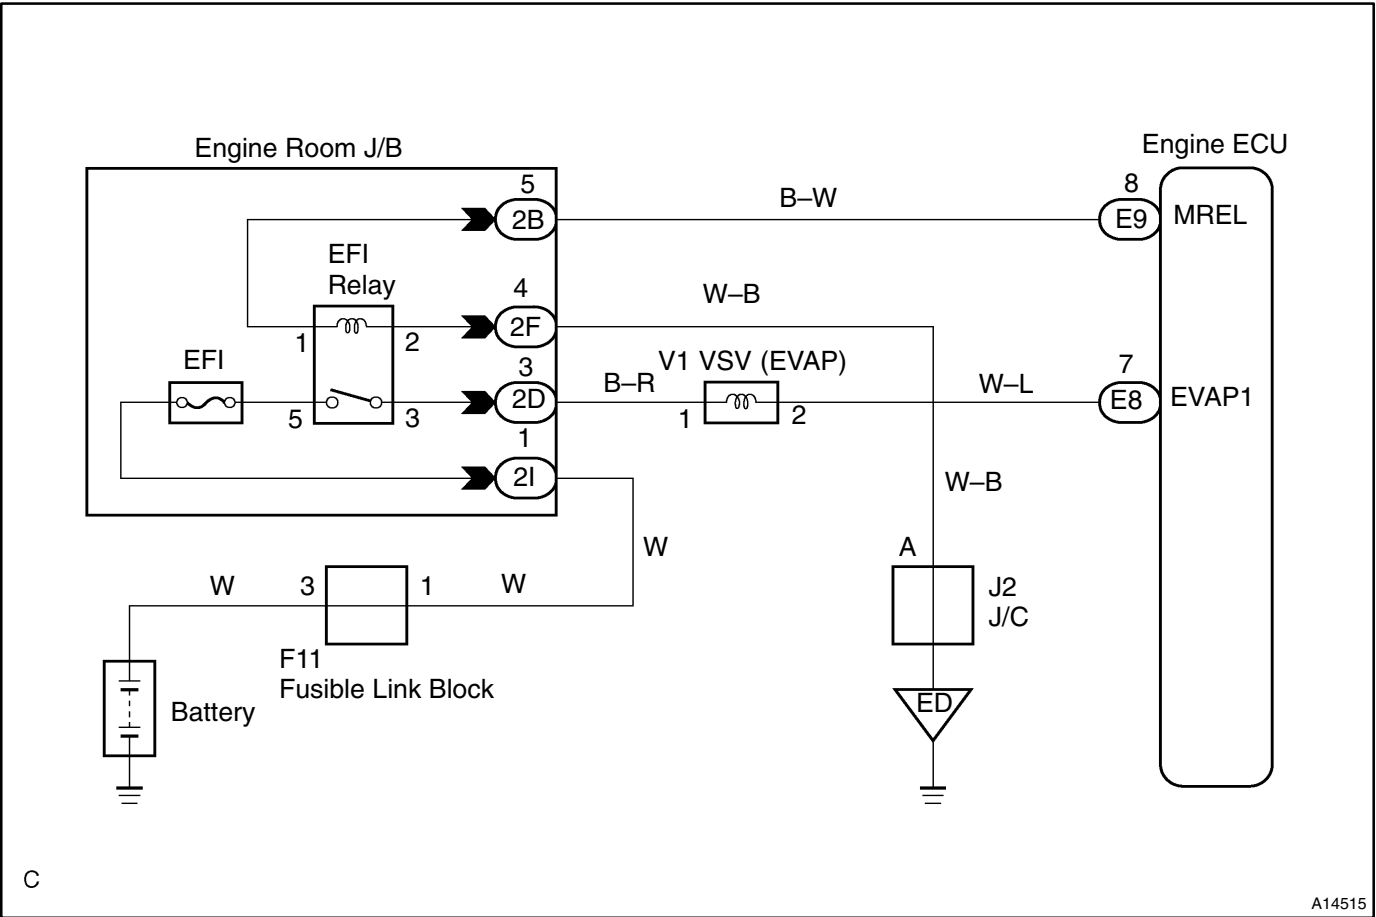 Engine Room J/B
Engine ECU
5
2B
B–W
8
E9
MREL
EFI
Relay
1
2
4
2F
W–B
EFI
5
3
3
2D
B–R
V1 VSV (EVAP)
1
2
W–L
7
E8
EVAP1
1
2I
W–B
W
A
J2
J/C
W
3
1
W
F11
Fusible Link Block
ED
Battery
C
A14515